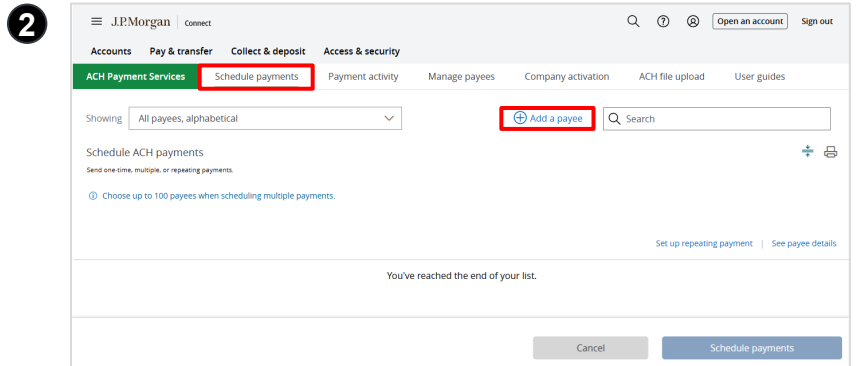 2
J.P.Morgan | Connect Open an account Sign out
Accounts Pay & transfer Collect & deposit Access & security
ACH Payment Services Schedule payments Payment activity Manage payees Company activation ACH file upload User guides
Showing All payees, alphabetical Add a payee Search
Schedule ACH payments
Send one-time, multiple, or repeating payments.
Choose up to 100 payees when scheduling multiple payments.
Set up repeating payment | See payee details
You've reached the end of your list.
Cancel Schedule payments